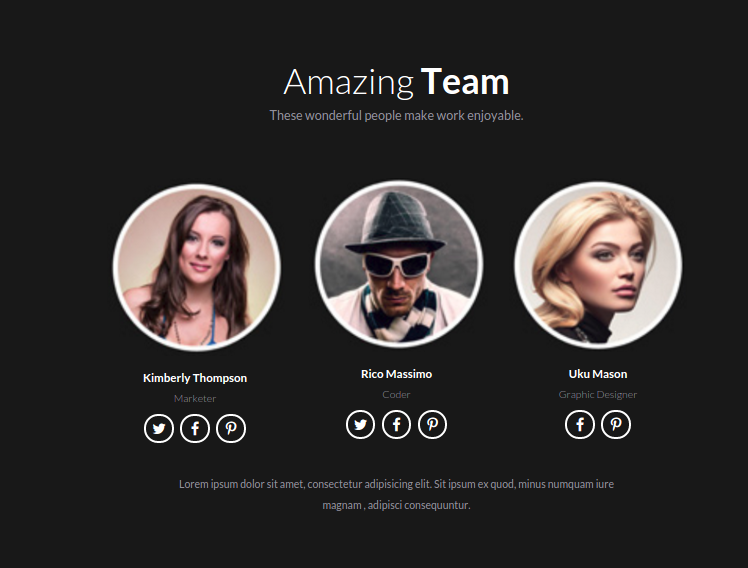 Amazing Team
These wonderful people make work enjoyable.
Kimberly Thompson
Marketer
Rico Massimo
Coder
Uku Mason
Graphic Designer
Lorem ipsum dolor sit amet, consectetur adipisicing elit. Sit ipsum ex quod, minus numquam iure
magnam , adipisci consequuntur.